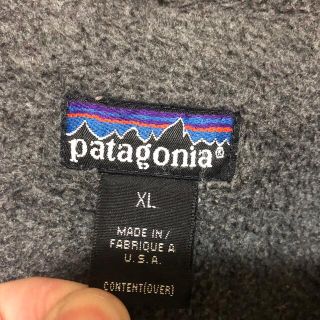 patagonia®
XL
MADE IN/
FABRIQUE A
U.S.A.
CONTENT(OVER)